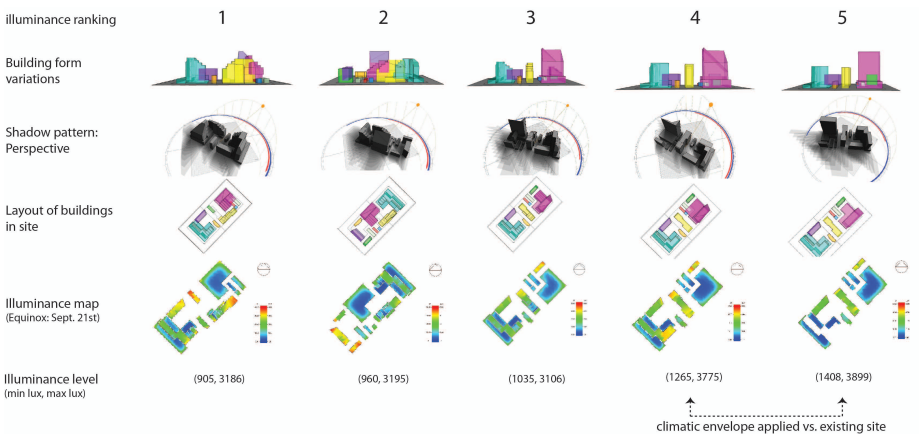 illuminance ranking 1 2 3 4 5
Building form
variations
Shadow pattern:
Perspective
Layout of buildings
in site
Illuminance map
(Equinox: Sept. 21st)
Illuminance level (905, 3186) (960, 3195) (1035, 3106) (1265, 3775) (1408, 3899)
(min lux, max lux)
climatic envelope applied vs. existing site